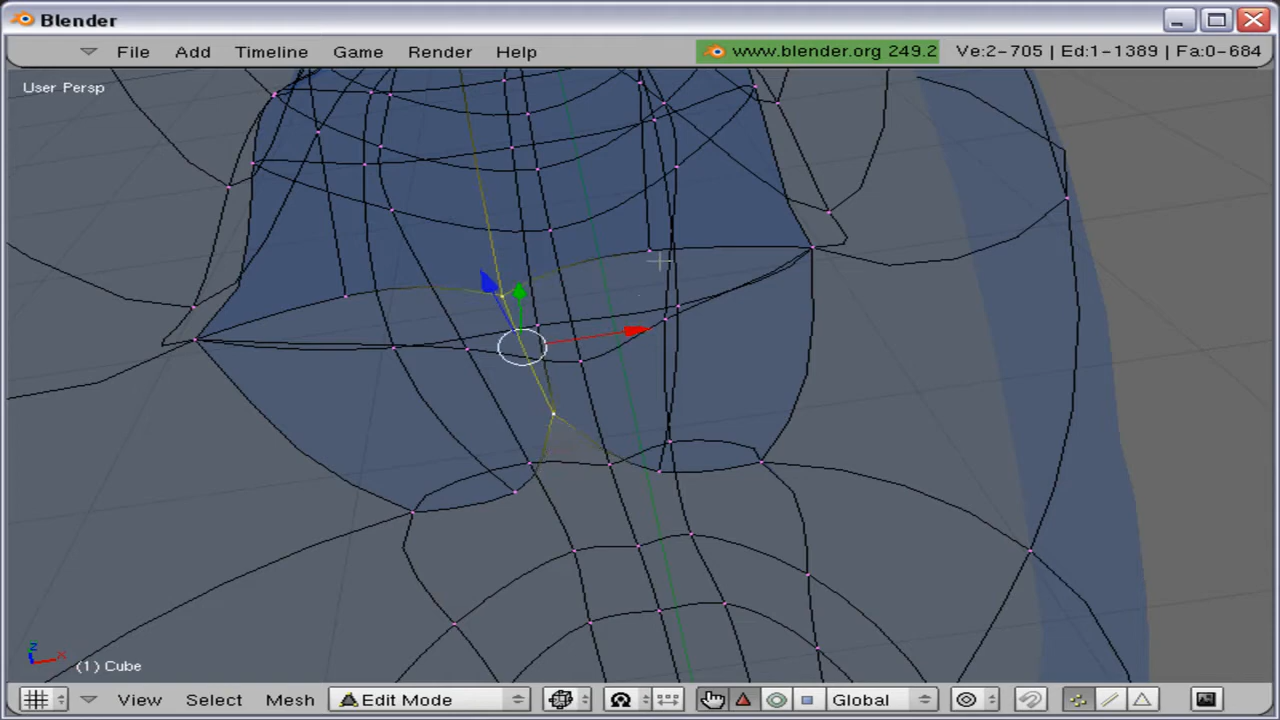 Blender
File Add Timeline Game Render Help www.blender.org 249.2 Ve:2-705 | Ed:1-1389 | Fa:0-684
User Persp
z
x
(1) Cube
View Select Mesh Edit Mode Global